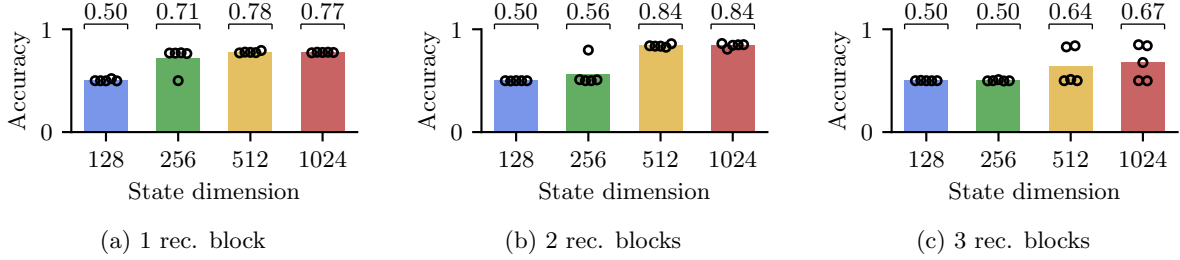 0.50 0.71 0.78 0.77
1
0
Accuracy
128 256 512 1024
State dimension
(a) 1 rec. block
0.50 0.56 0.84 0.84
1
0
Accuracy
128 256 512 1024
State dimension
(b) 2 rec. blocks
0.50 0.50 0.64 0.67
1
0
Accuracy
128 256 512 1024
State dimension
(c) 3 rec. blocks